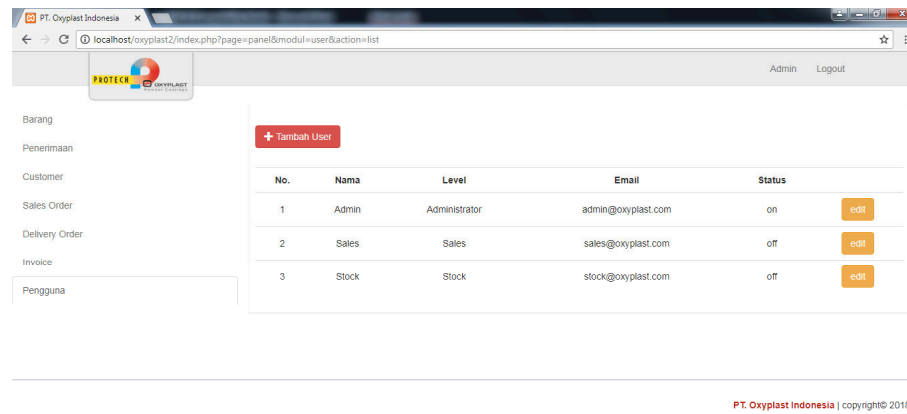 PT. Oxyplast Indonesia
localhost/oxyplast2/index.php?page=panel&modul=user&action=list
PROTECH OXYPLAST
Powder Coatings
Admin Logout
Barang
Penerimaan
Customer
Sales Order
Delivery Order
Invoice
Pengguna
+ Tambah User
No. Nama Level Email Status
1 Admin Administrator admin@oxyplast.com on edit
2 Sales Sales sales@oxyplast.com off edit
3 Stock Stock stock@oxyplast.com off edit
PT. Oxyplast Indonesia | copyright© 2018